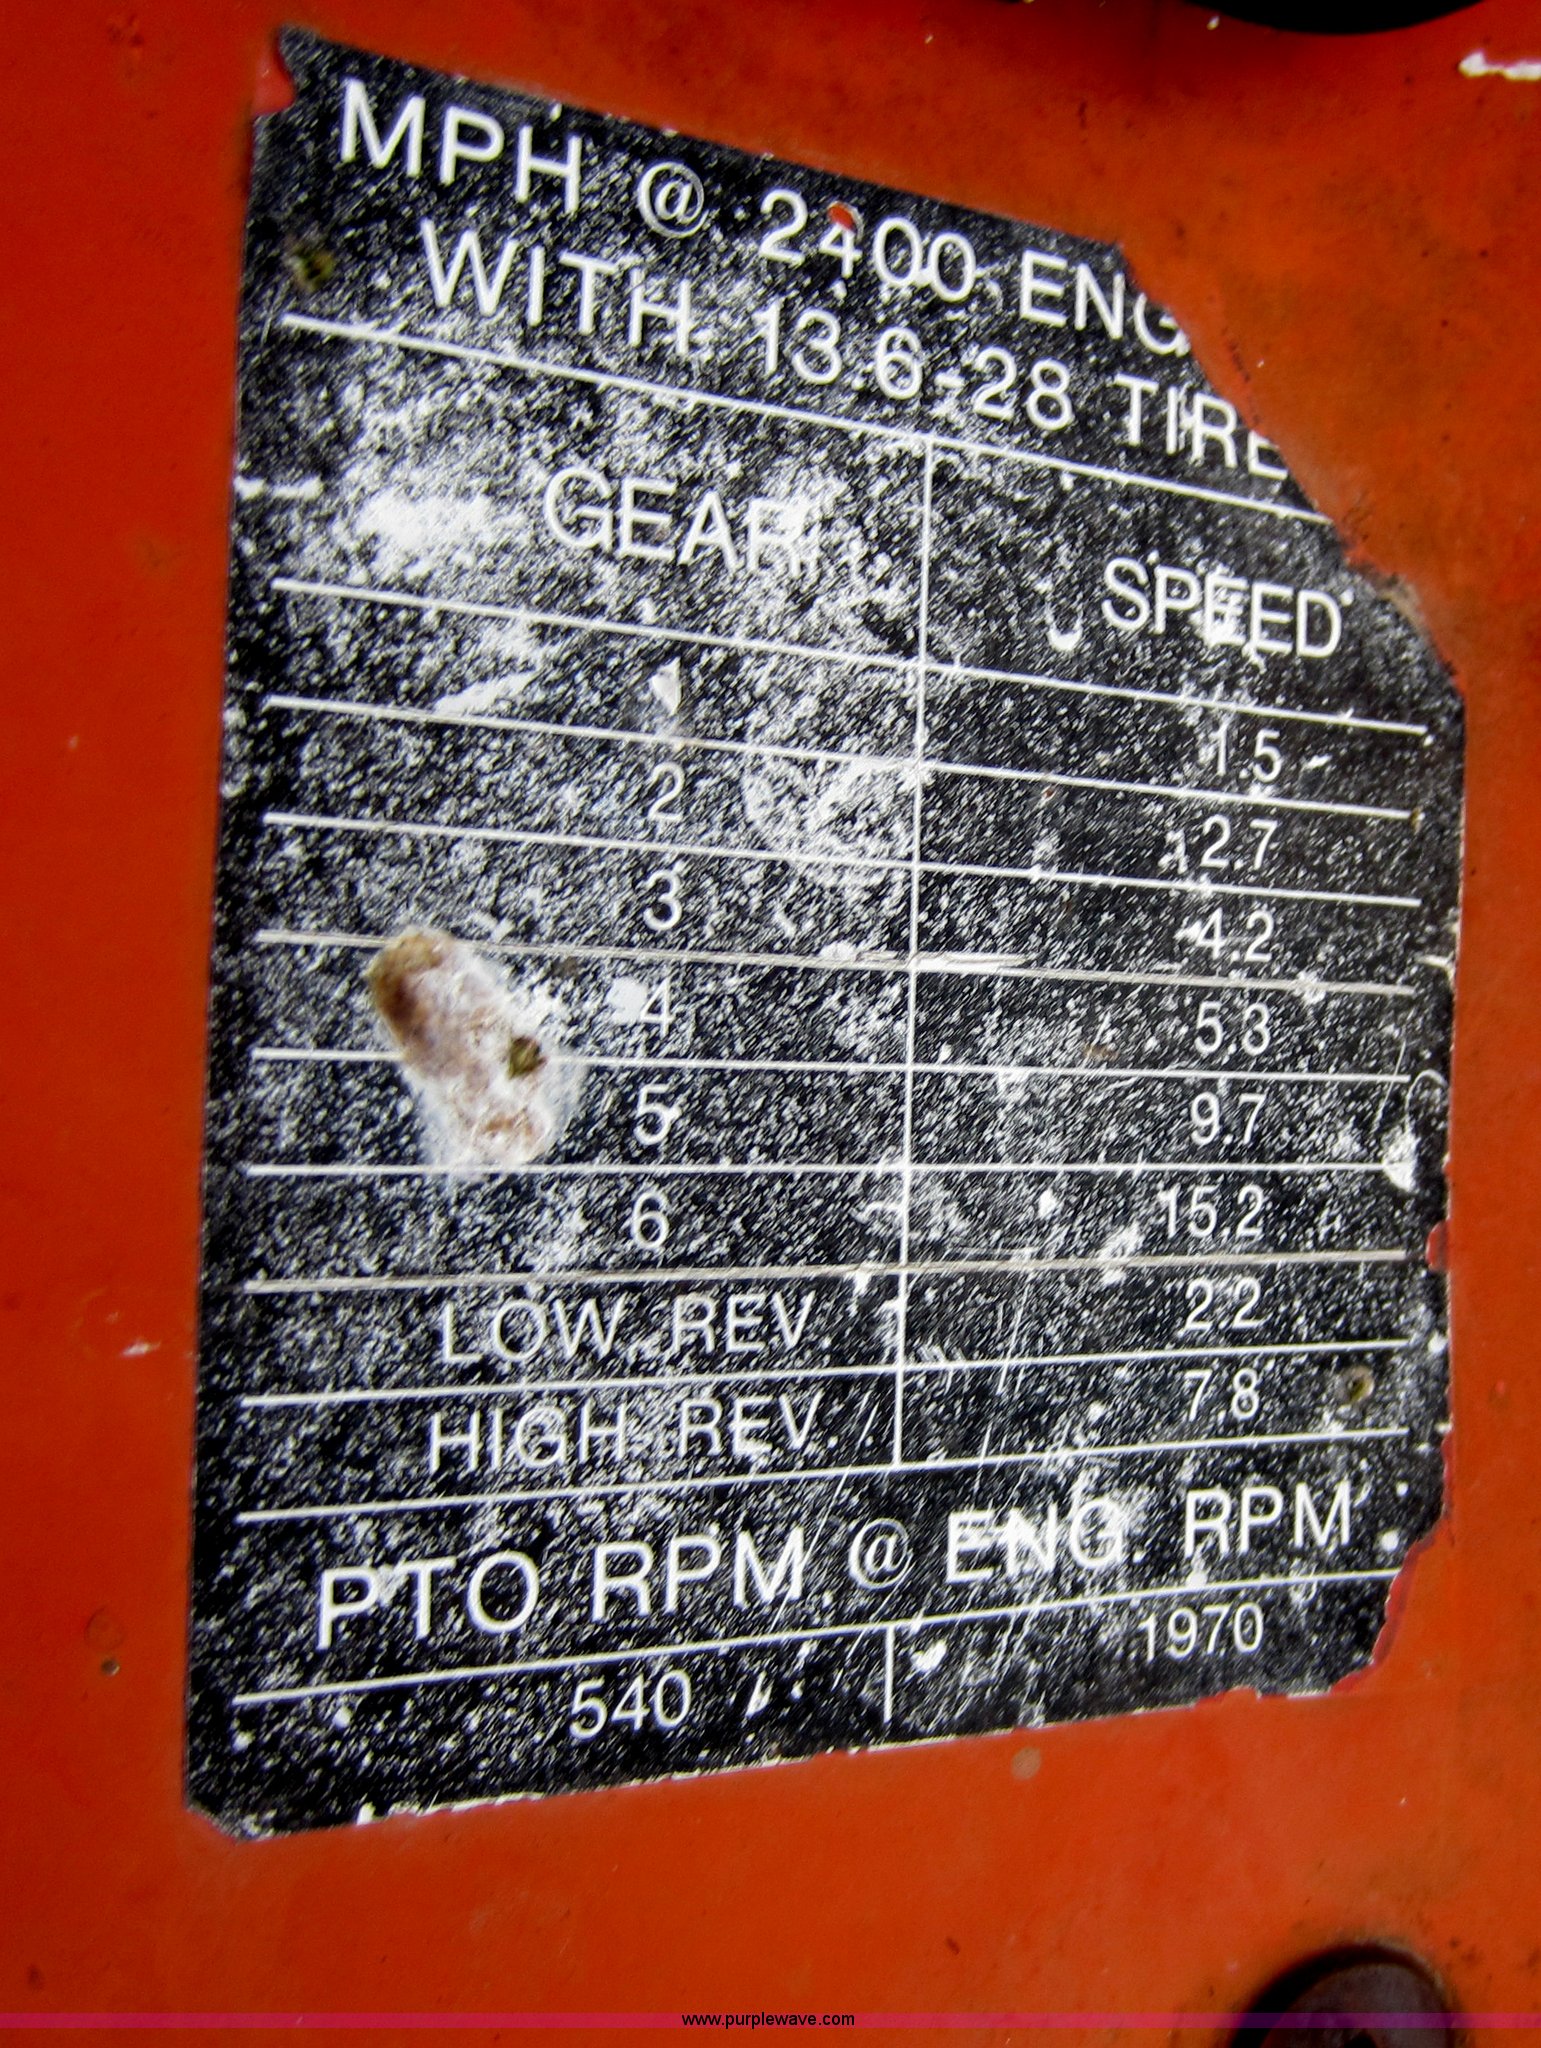 MPH @ 2400 ENG
WITH 13.6-28 TIRE
GEAR SPEED
1 1.5
2 2.7
3 4.2
4 5.3
5 9.7
6 15.2
LOW REV 2.2
HIGH REV. 7.8
PTO RPM @ ENG. RPM
540 1970
www.purplewave.com